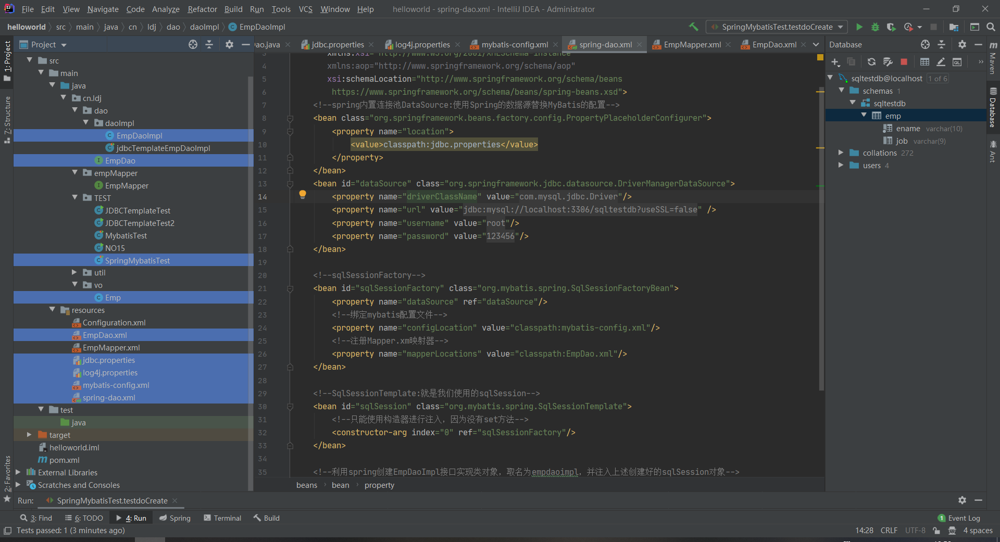 File Edit View Navigate Code Analyze Refactor Build Run Tools VCS Window Help helloworld - spring-dao.xml - IntelliJ IDEA - Administrator
helloworld src main java cn ldj dao daoImpl EmpDaoImpl SpringMybatisTest.testdoCreate
1: Project
7: Structure
2: Favorites
Project
src
main
java
cn.ldj
dao
daoImpl
EmpDaoImpl
jdbcTemplateEmpDaoImpl
EmpDao
empMapper
EmpMapper
TEST
JDBCTemplateTest
JDBCTemplateTest2
MybatisTest
NO15
SpringMybatisTest
util
vo
Emp
resources
Configuration.xml
EmpDao.xml
EmpMapper.xml
jdbc.properties
log4j.properties
mybatis-config.xml
spring-dao.xml
test
java
target
helloworld.iml
pom.xml
External Libraries
Scratches and Consoles
ao.java jdbc.properties log4j.properties mybatis-config.xml spring-dao.xml EmpMapper.xml EmpDao.xml
3 xmlns:xsi="http://www.w3.org/2001/XMLSchema-instance"
4 xmlns:aop="http://www.springframework.org/schema/aop"
5 xsi:schemaLocation="http://www.springframework.org/schema/beans
6 https://www.springframework.org/schema/beans/spring-beans.xsd">
7 <!--spring内置连接池DataSource:使用Spring的数据源替换MyBatis的配置-->
8 <bean class="org.springframework.beans.factory.config.PropertyPlaceholderConfigurer">
9 <property name="location">
10 <value>classpath:jdbc.properties</value>
11 </property>
12 </bean>
13 <bean id="dataSource" class="org.springframework.jdbc.datasource.DriverManagerDataSource">
14 <property name="driverClassName" value="com.mysql.jdbc.Driver"/>
15 <property name="url" value="jdbc:mysql://localhost:3306/sqltestdb?useSSL=false" />
16 <property name="username" value="root"/>
17 <property name="password" value="123456"/>
18 </bean>
19
20 <!--sqlSessionFactory-->
21 <bean id="sqlSessionFactory" class="org.mybatis.spring.SqlSessionFactoryBean">
22 <property name="dataSource" ref="dataSource"/>
23 <!--绑定mybatis配置文件-->
24 <property name="configLocation" value="classpath:mybatis-config.xml"/>
25 <!--注册Mapper.xm映射器-->
26 <property name="mapperLocations" value="classpath:EmpDao.xml"/>
27 </bean>
28
29 <!--SqlSessionTemplate:就是我们使用的sqlSession-->
30 <bean id="sqlSession" class="org.mybatis.spring.SqlSessionTemplate">
31 <!--只能使用构造器进行注入，因为没有set方法-->
32 <constructor-arg index="0" ref="sqlSessionFactory"/>
33 </bean>
34
35 <!--利用spring创建EmpDaoImpl接口实现类对象，取名为empdaoimpl，并注入上述创建好的sqlSession对象-->
beans bean property
Database
sqltestdb@localhost 1 of 6
schemas 1
sqltestdb
emp
ename varchar(10)
job varchar(9)
collations 272
users 4
Maven
Database
Ant
Run: SpringMybatisTest.testdoCreate
3: Find 6: TODO 4: Run Spring Terminal Build 1 Event Log
Tests passed: 1 (3 minutes ago) 14:28 CRLF UTF-8 4 spaces